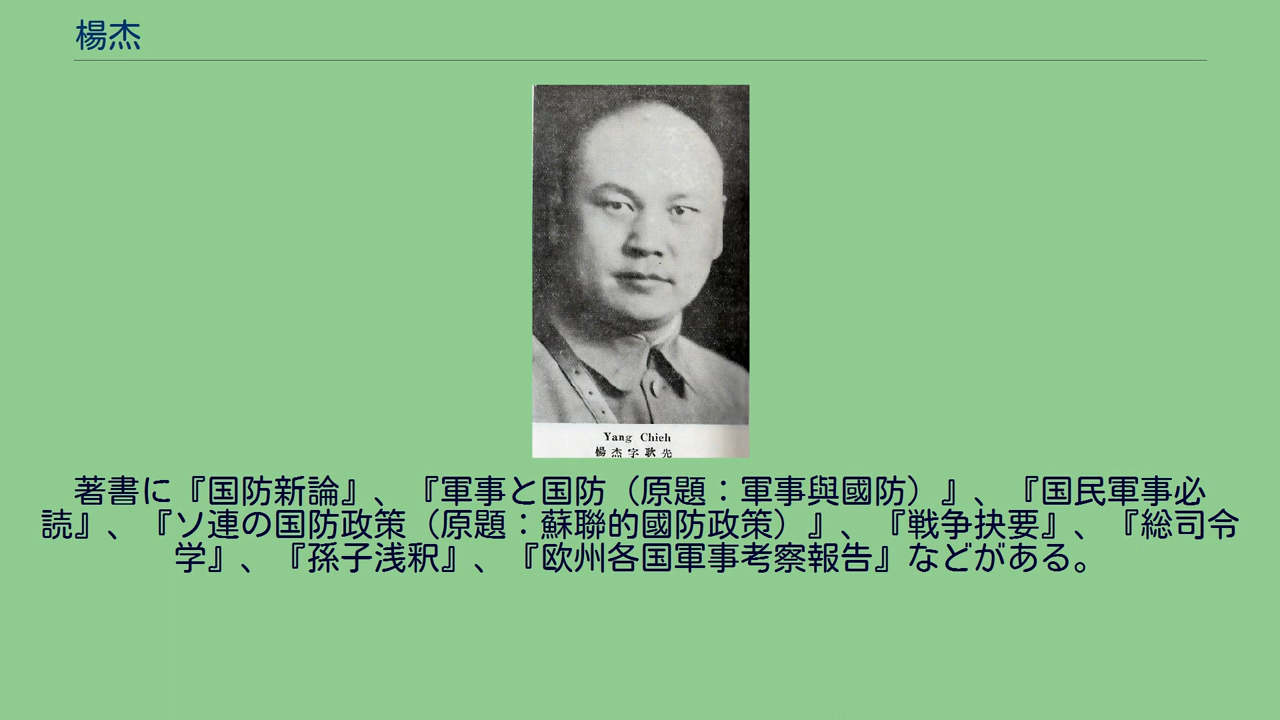 楊杰
Yang Chieh
楊杰字耿先
著書に『国防新論』、『軍事と国防（原題：軍事與國防）』、『国民軍事必
読』、『ソ連の国防政策（原題：蘇聯的國防政策）』、『戦争抉要』、『総司令
学』、『孫子浅釈』、『欧州各国軍事考察報告』などがある。